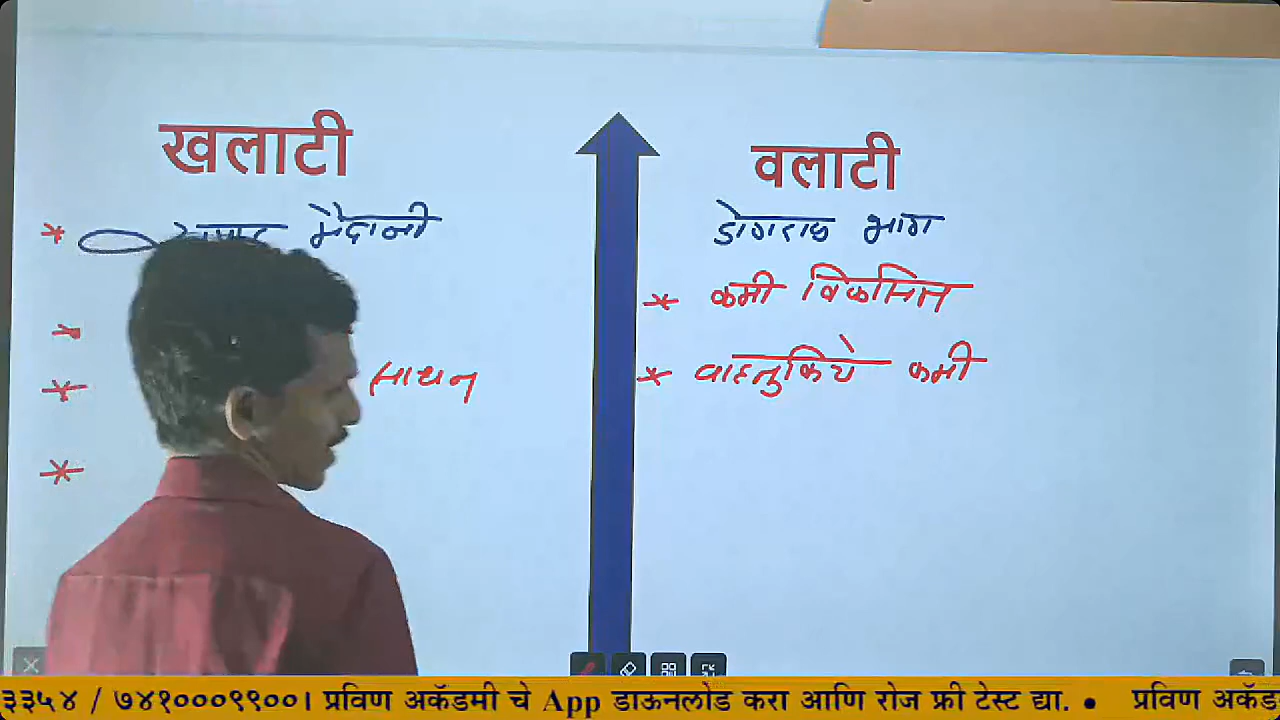 खलाटी
वलाटी
मैदानी
डोंगराळ भाग
* 
* कमी विकसित
*
* साधन
* वाहतुकिये कमी
*
३३५४ / ७४१०००९९००। प्रविण अकॅडमी चे App डाऊनलोड करा आणि रोज फ्री टेस्ट द्या. • प्रविण अकॅड